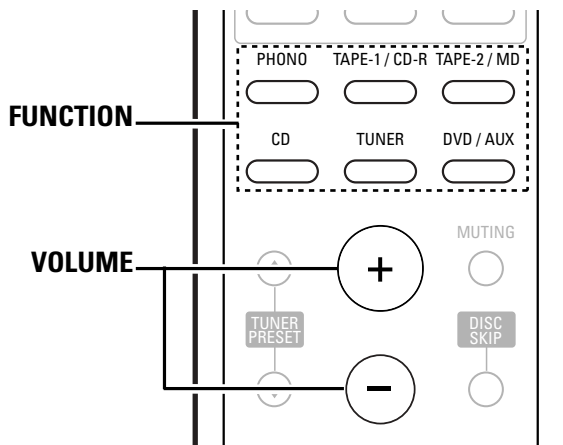 PHONO TAPE-1 / CD-R TAPE-2 / MD
FUNCTION
CD TUNER DVD / AUX
MUTING
VOLUME
+
TUNER
PRESET
DISC
SKIP
−